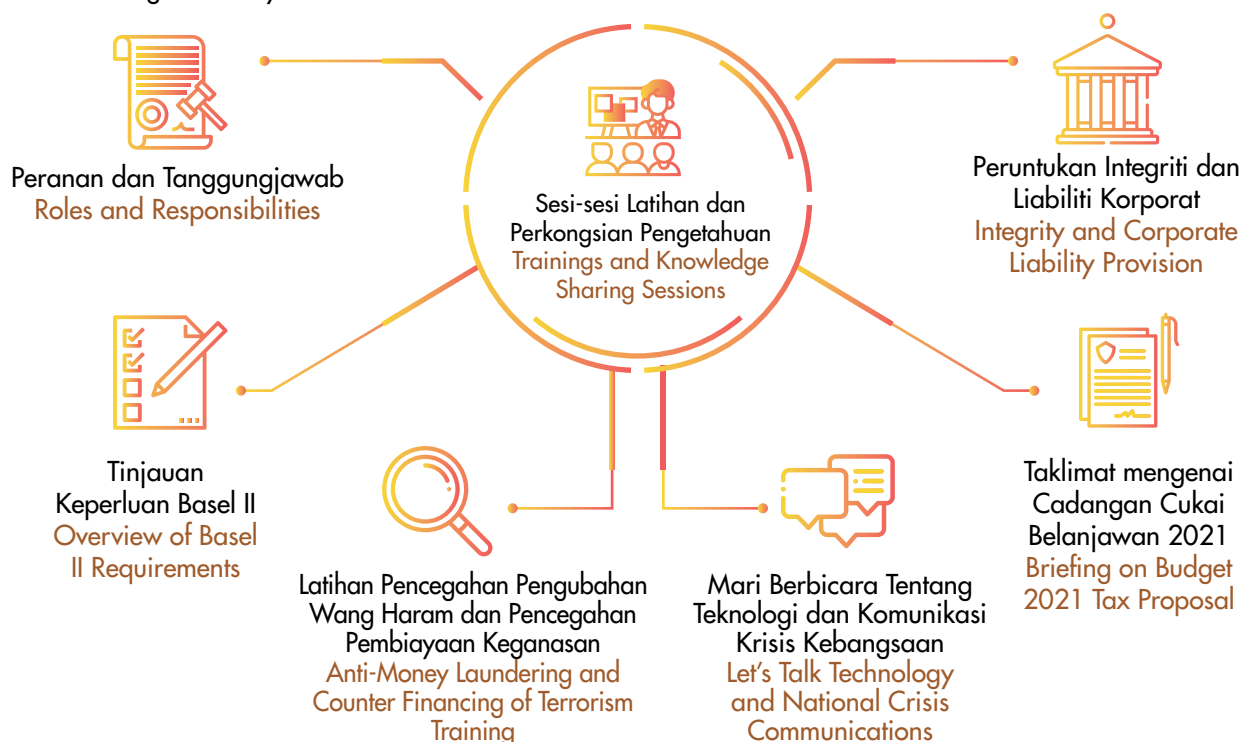 Peranan dan Tanggungjawab
Roles and Responsibilities
Sesi-sesi Latihan dan
Perkongsian Pengetahuan
Trainings and Knowledge
Sharing Sessions
Peruntukan Integriti dan
Liabiliti Korporat
Integrity and Corporate
Liability Provision
Tinjauan
Keperluan Basel II
Overview of Basel
II Requirements
Latihan Pencegahan Pengubahan
Wang Haram dan Pencegahan
Pembiayaan Keganasan
Anti-Money Laundering and
Counter Financing of Terrorism
Training
Mari Berbicara Tentang
Teknologi dan Komunikasi
Krisis Kebangsaan
Let's Talk Technology
and National Crisis
Communications
Taklimat mengenai
Cadangan Cukai
Belanjawan 2021
Briefing on Budget
2021 Tax Proposal